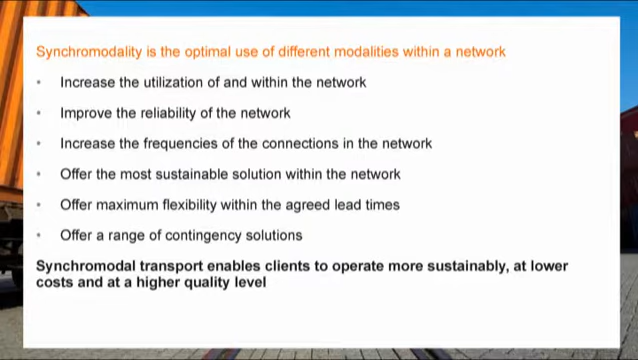 Synchromodality is the optimal use of different modalities within a network
• Increase the utilization of and within the network
• Improve the reliability of the network
• Increase the frequencies of the connections in the network
• Offer the most sustainable solution within the network
• Offer maximum flexibility within the agreed lead times
• Offer a range of contingency solutions
Synchromodal transport enables clients to operate more sustainably, at lower
costs and at a higher quality level